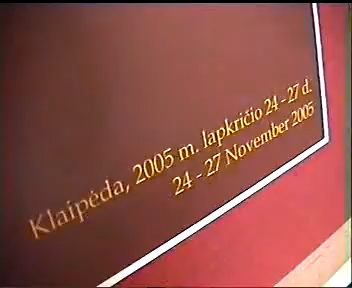 Klaipėda, 2005 m. lapkričio 24 - 27 d.
24 - 27 November 2005